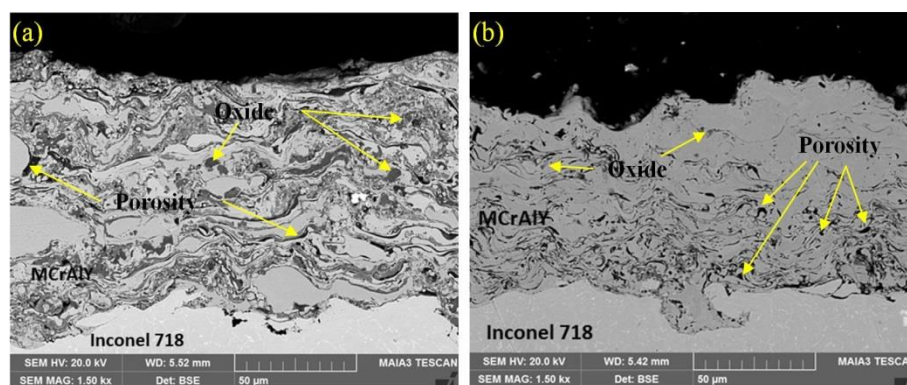 (a)
Oxide
Porosity
MCrAlY
Inconel 718
SEM HV: 20.0 kV WD: 5.52 mm MAIA3 TESCAN
SEM MAG: 1.50 kx Det: BSE 50 µm
(b)
Oxide
Porosity
MCrAlY
Inconel 718
SEM HV: 20.0 kV WD: 5.42 mm MAIA3 TESCAN
SEM MAG: 1.50 kx Det: BSE 50 µm